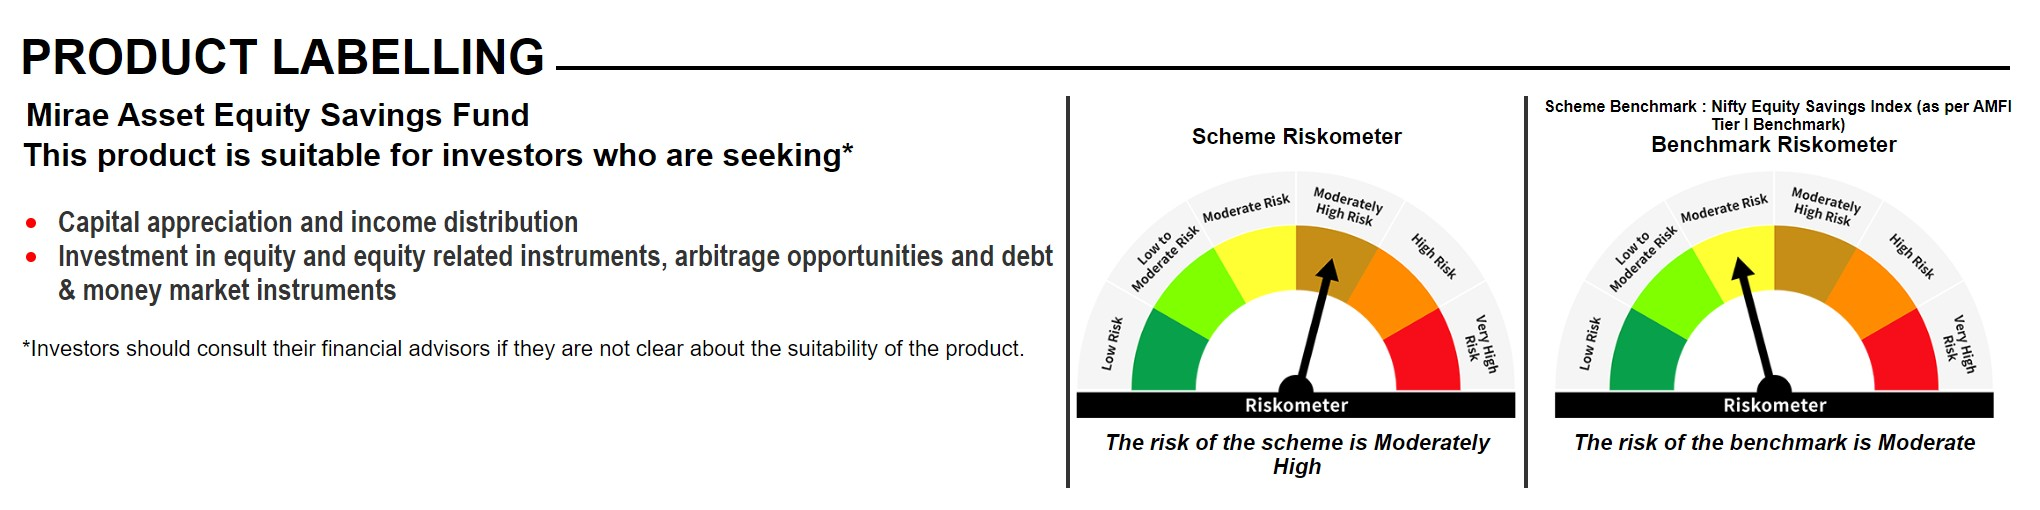 PRODUCT LABELLING
Mirae Asset Equity Savings Fund
This product is suitable for investors who are seeking*
• Capital appreciation and income distribution
• Investment in equity and equity related instruments, arbitrage opportunities and debt
& money market instruments
*Investors should consult their financial advisors if they are not clear about the suitability of the product.
Scheme Riskometer
Low Risk
Low to
Moderate Risk
Moderate Risk
Moderately
High Risk
High Risk
Very High
Risk
Riskometer
The risk of the scheme is Moderately
High
Scheme Benchmark : Nifty Equity Savings Index (as per AMFI
Tier I Benchmark)
Benchmark Riskometer
Low Risk
Low to
Moderate Risk
Moderate Risk
Moderately
High Risk
High Risk
Very High
Risk
Riskometer
The risk of the benchmark is Moderate